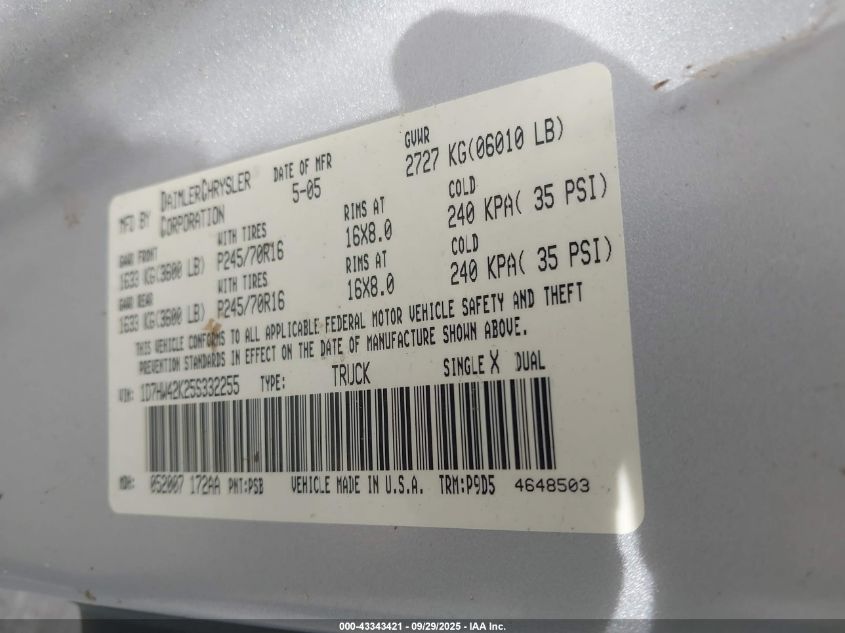 MFD BY DAIMLERCHRYSLER CORPORATION
DATE OF MFR 5-05
GVWR 2727 KG(06010 LB)
GAWR FRONT 1633 KG(3600 LB)
WITH TIRES P245/70R16
RIMS AT 16X8.0
COLD 240 KPA( 35 PSI)
GAWR REAR 1633 KG(3600 LB)
WITH TIRES P245/70R16
RIMS AT 16X8.0
COLD 240 KPA( 35 PSI)
THIS VEHICLE CONFORMS TO ALL APPLICABLE FEDERAL MOTOR VEHICLE SAFETY AND THEFT
PREVENTION STANDARDS IN EFFECT ON THE DATE OF MANUFACTURE SHOWN ABOVE.
VIN: 1D7HW42K25S332255 TYPE: TRUCK SINGLE X DUAL
MDH: 052007 172AA PNT:PSB VEHICLE MADE IN U.S.A. TRM:P9D5 4648503
000-43343421 - 09/29/2025 - IAA Inc.